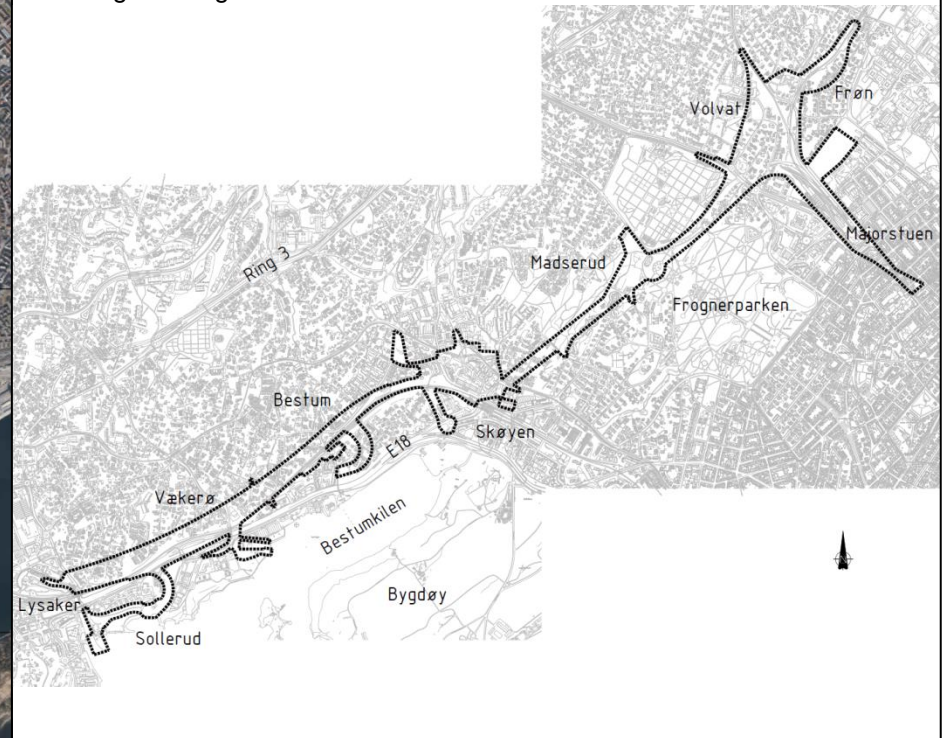 Frøn
Volvat
Majorstuen
Ring 3
Madserud
Frognerparken
Bestum
Skøyen
E18
Vækerø
Bestumkilen
Bygdøy
Lysaker
Sollerud